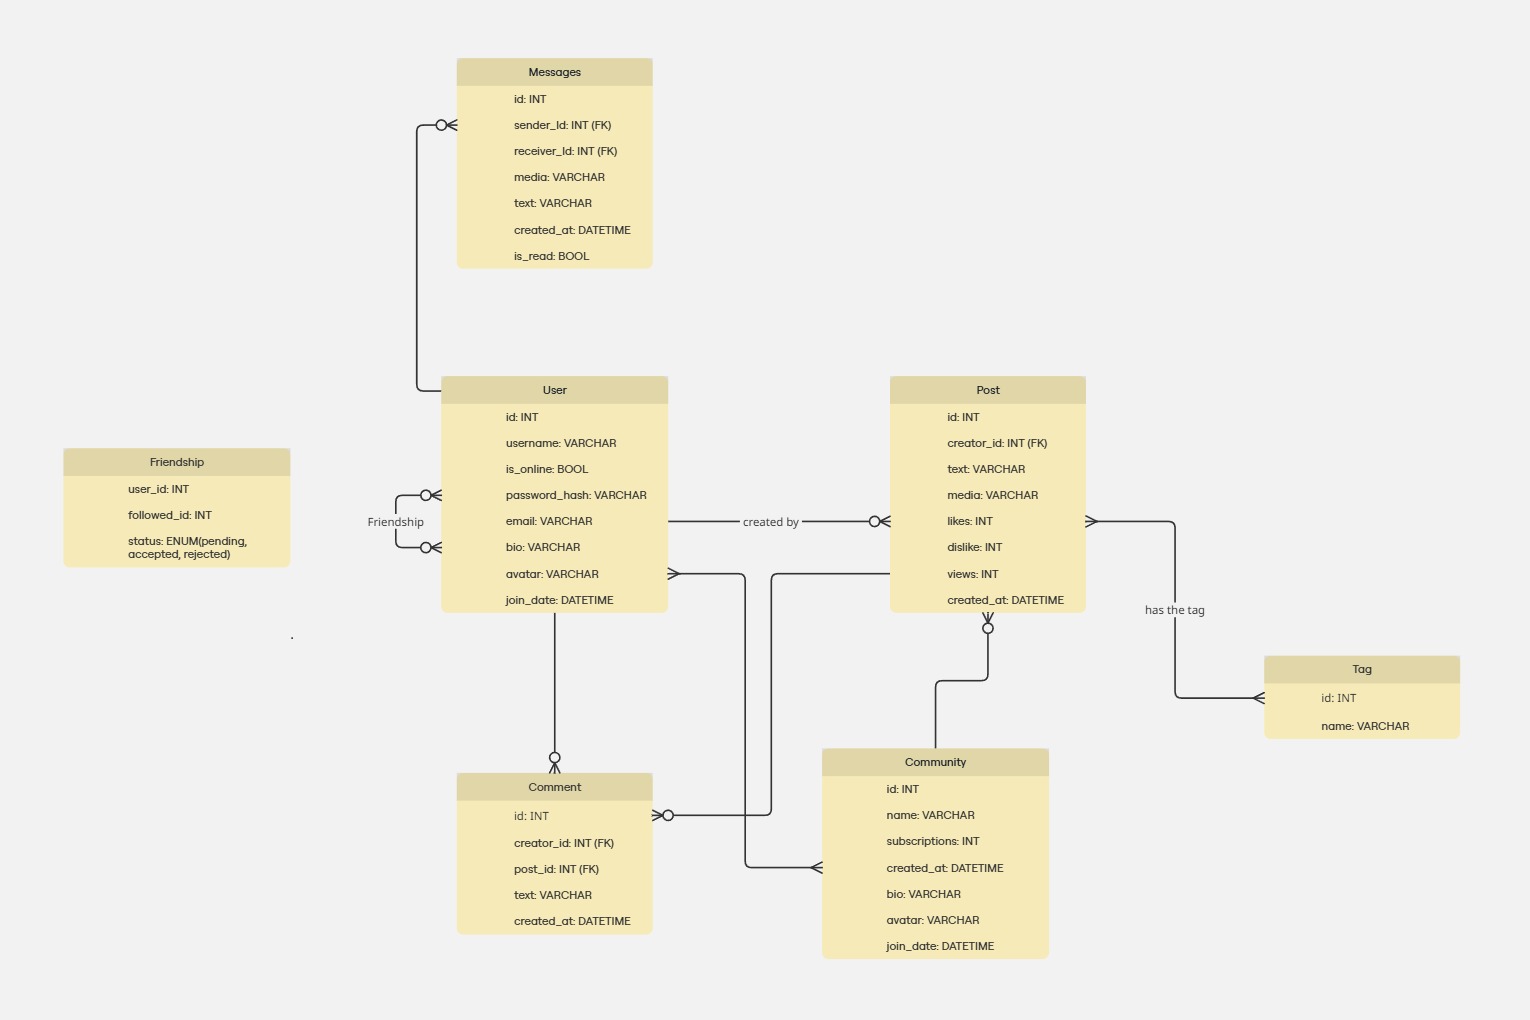 Messages
id: INT
sender_Id: INT (FK)
receiver_Id: INT (FK)
media: VARCHAR
text: VARCHAR
created_at: DATETIME
is_read: BOOL
User
id: INT
username: VARCHAR
is_online: BOOL
password_hash: VARCHAR
email: VARCHAR
bio: VARCHAR
avatar: VARCHAR
join_date: DATETIME
Post
id: INT
creator_id: INT (FK)
text: VARCHAR
media: VARCHAR
likes: INT
dislike: INT
views: INT
created_at: DATETIME
Friendship
user_id: INT
followed_id: INT
status: ENUM(pending,
accepted, rejected)
Friendship
created by
has the tag
.
Tag
id: INT
name: VARCHAR
Comment
id: INT
creator_id: INT (FK)
post_id: INT (FK)
text: VARCHAR
created_at: DATETIME
Community
id: INT
name: VARCHAR
subscriptions: INT
created_at: DATETIME
bio: VARCHAR
avatar: VARCHAR
join_date: DATETIME